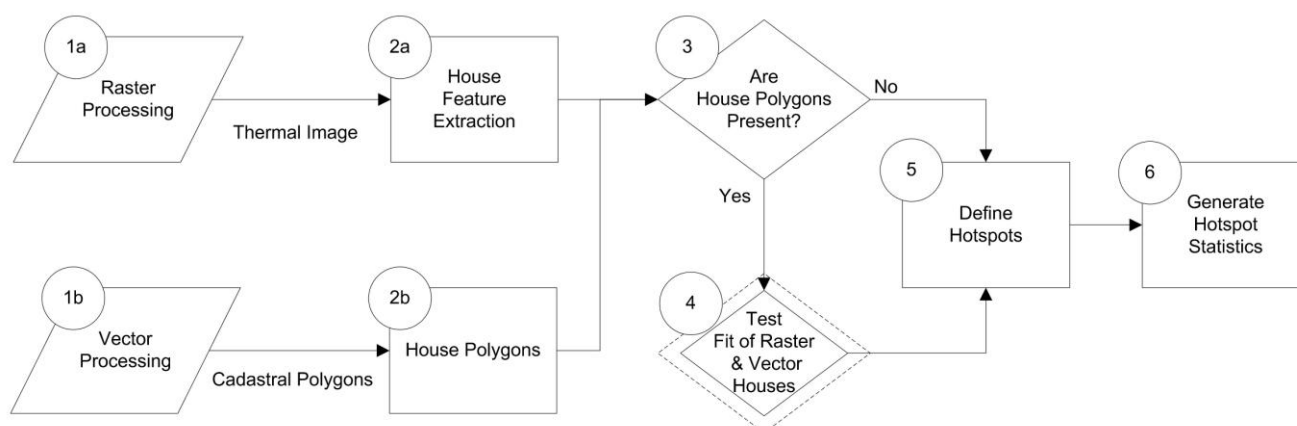 1a
Raster
Processing
Thermal Image
2a
House
Feature
Extraction
3
Are
House Polygons
Present?
No
Yes
1b
Vector
Processing
Cadastral Polygons
2b
House Polygons
4
Test
Fit of Raster
& Vector
Houses
5
Define
Hotspots
6
Generate
Hotspot
Statistics